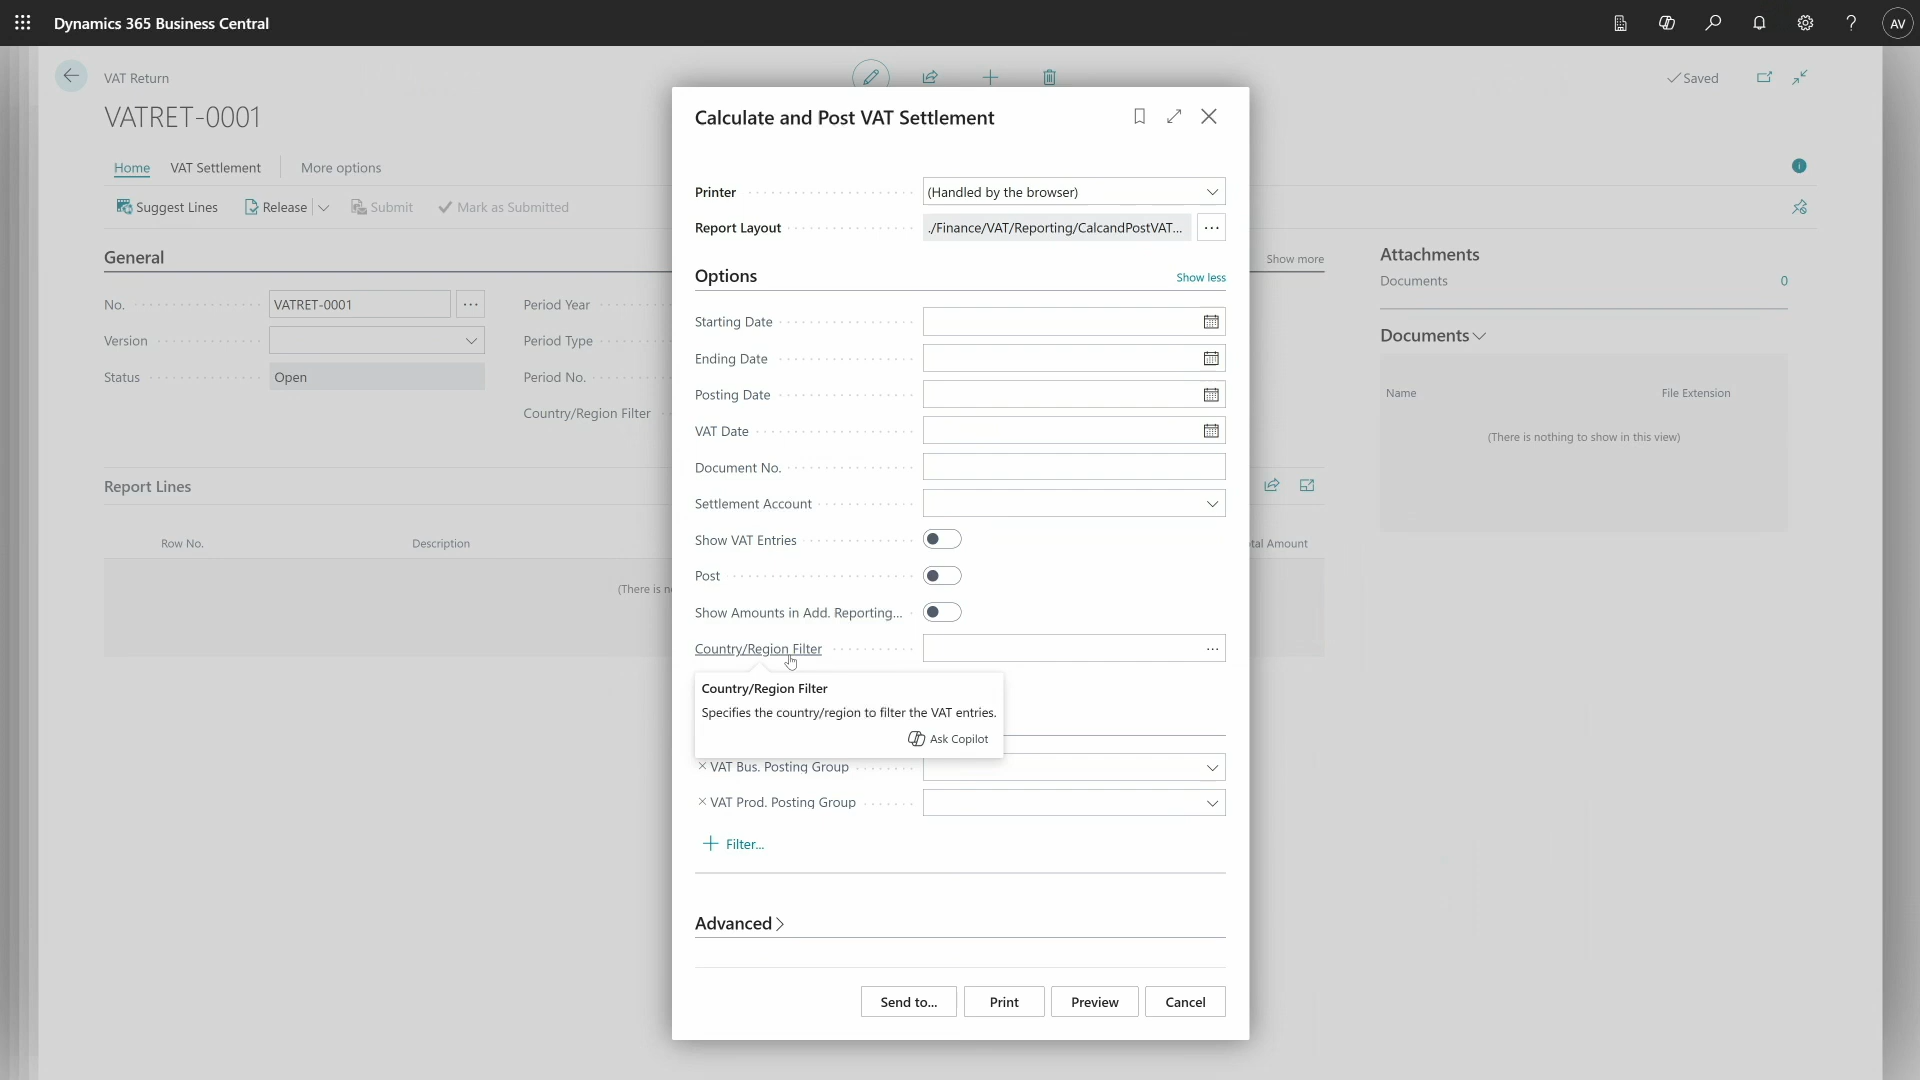 Dynamics 365 Business Central
AV
VAT Return
Saved
VATRET-0001
Home
VAT Settlement
More options
Suggest Lines
Release
Submit
Mark as Submitted
General
Show more
No.
VATRET-0001
Version
Status
Open
Period Year
Period Type
Period No.
Country/Region Filter
Report Lines
Row No.
Description
tal Amount
(There is n
Attachments
Documents
0
Documents
Name
File Extension
(There is nothing to show in this view)
Calculate and Post VAT Settlement
Printer
(Handled by the browser)
Report Layout
./Finance/VAT/Reporting/CalcandPostVAT...
Options
Show less
Starting Date
Ending Date
Posting Date
VAT Date
Document No.
Settlement Account
Show VAT Entries
Post
Show Amounts in Add. Reporting...
Country/Region Filter
Country/Region Filter
Specifies the country/region to filter the VAT entries.
Ask Copilot
VAT Bus. Posting Group
VAT Prod. Posting Group
Filter...
Advanced
Send to...
Print
Preview
Cancel